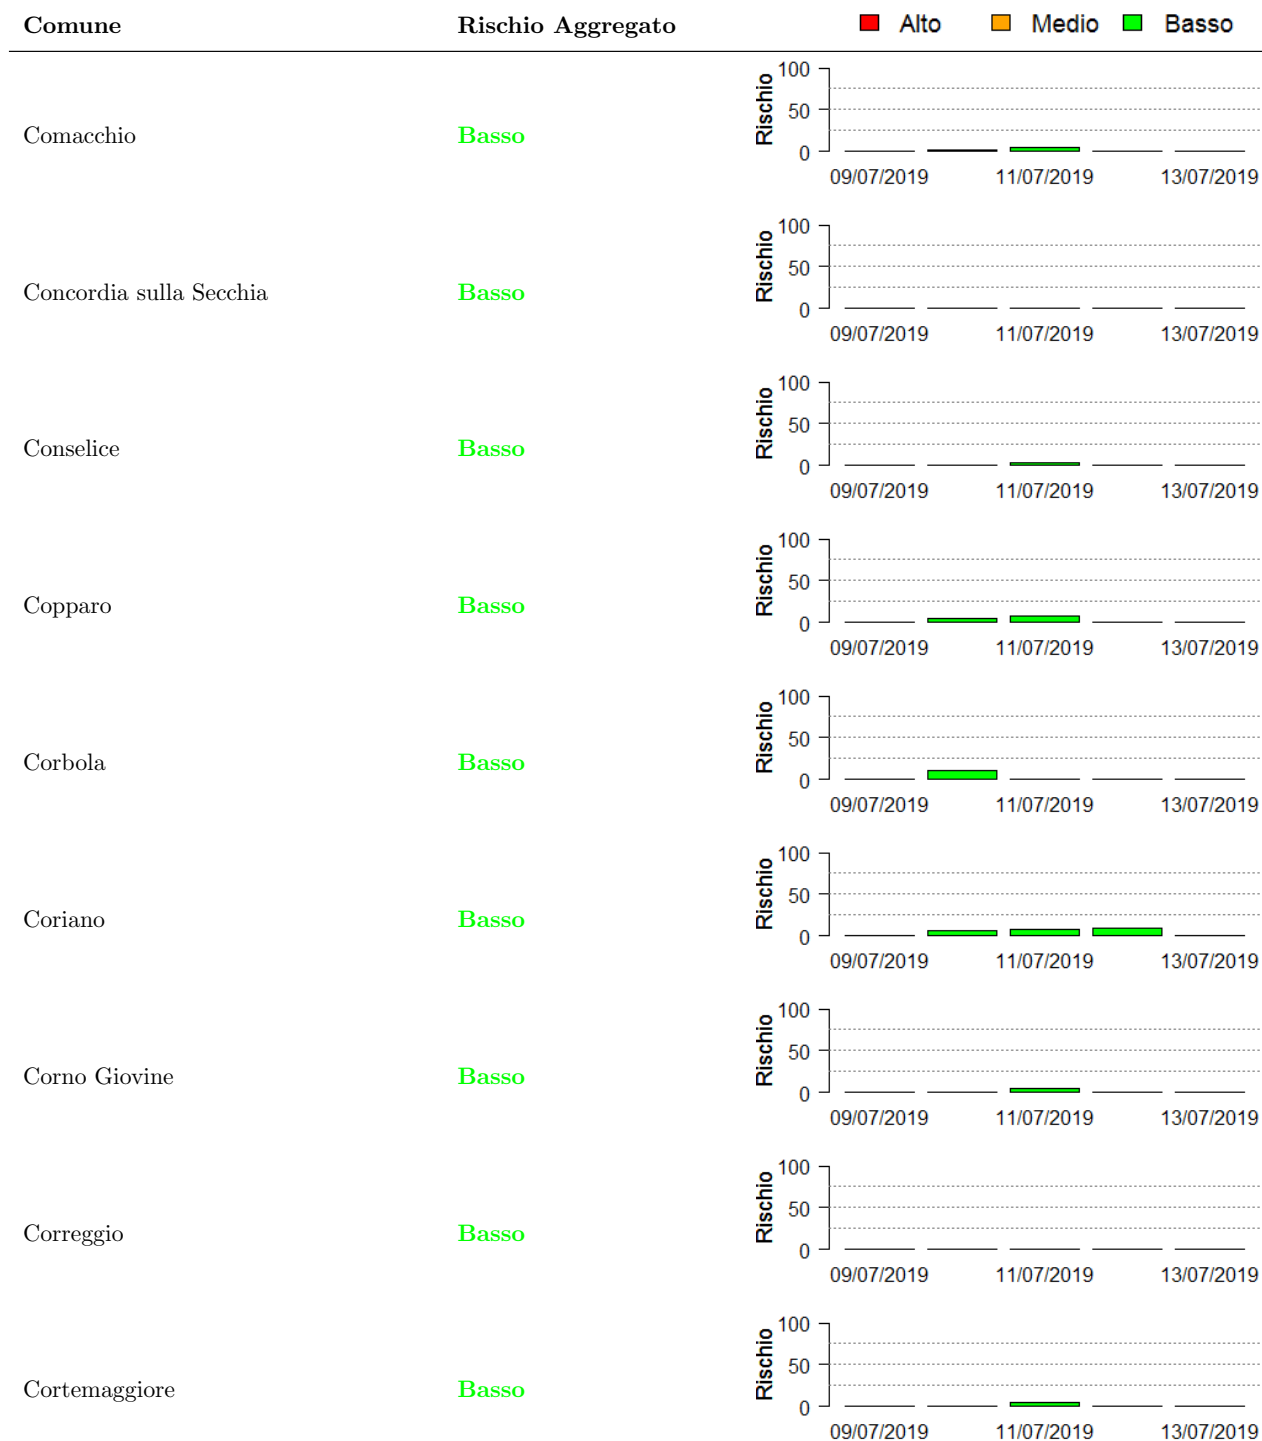 Comune Rischio Aggregato Alto Medio Basso
100
50
0
Rischio
Comacchio Basso
09/07/2019 11/07/2019 13/07/2019
100
50
0
Rischio
Concordia sulla Secchia Basso
09/07/2019 11/07/2019 13/07/2019
100
50
0
Rischio
Conselice Basso
09/07/2019 11/07/2019 13/07/2019
100
50
0
Rischio
Copparo Basso
09/07/2019 11/07/2019 13/07/2019
100
50
0
Rischio
Corbola Basso
09/07/2019 11/07/2019 13/07/2019
100
50
0
Rischio
Coriano Basso
09/07/2019 11/07/2019 13/07/2019
100
50
0
Rischio
Corno Giovine Basso
09/07/2019 11/07/2019 13/07/2019
100
50
0
Rischio
Correggio Basso
09/07/2019 11/07/2019 13/07/2019
100
50
0
Rischio
Cortemaggiore Basso
09/07/2019 11/07/2019 13/07/2019